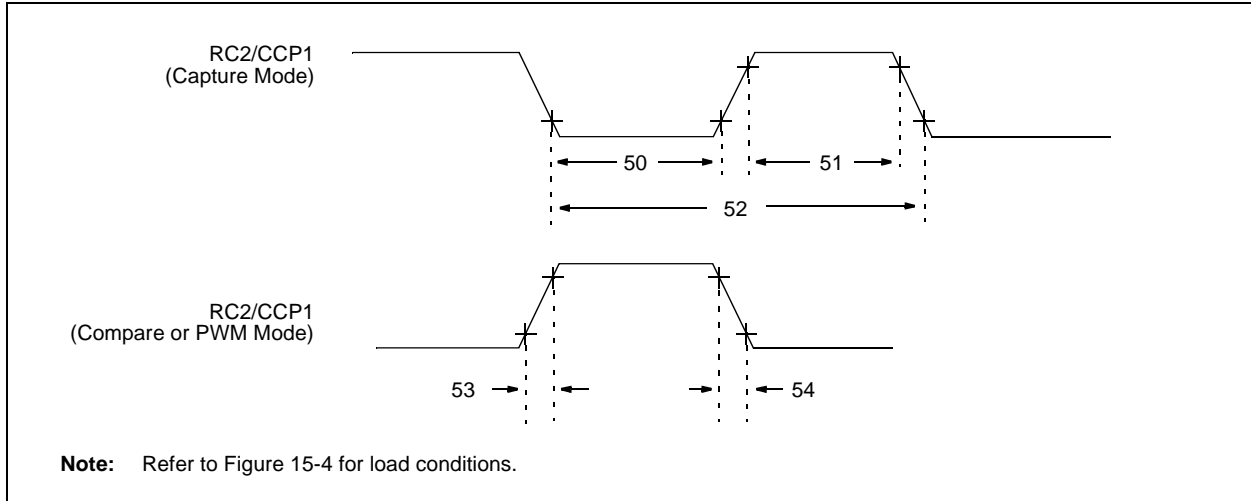 RC2/CCP1
(Capture Mode)
50
51
52
RC2/CCP1
(Compare or PWM Mode)
53
54
Note: Refer to Figure 15-4 for load conditions.